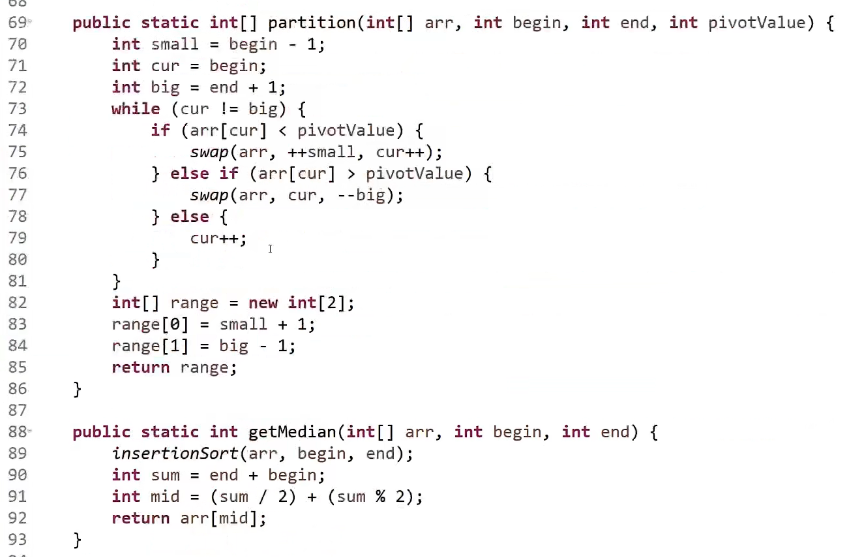 68
69 public static int[] partition(int[] arr, int begin, int end, int pivotValue) {
70 int small = begin - 1;
71 int cur = begin;
72 int big = end + 1;
73 while (cur != big) {
74 if (arr[cur] < pivotValue) {
75 swap(arr, ++small, cur++);
76 } else if (arr[cur] > pivotValue) {
77 swap(arr, cur, --big);
78 } else {
79 cur++;
80 }
81 }
82 int[] range = new int[2];
83 range[0] = small + 1;
84 range[1] = big - 1;
85 return range;
86 }
87
88 public static int getMedian(int[] arr, int begin, int end) {
89 insertionSort(arr, begin, end);
90 int sum = end + begin;
91 int mid = (sum / 2) + (sum % 2);
92 return arr[mid];
93 }